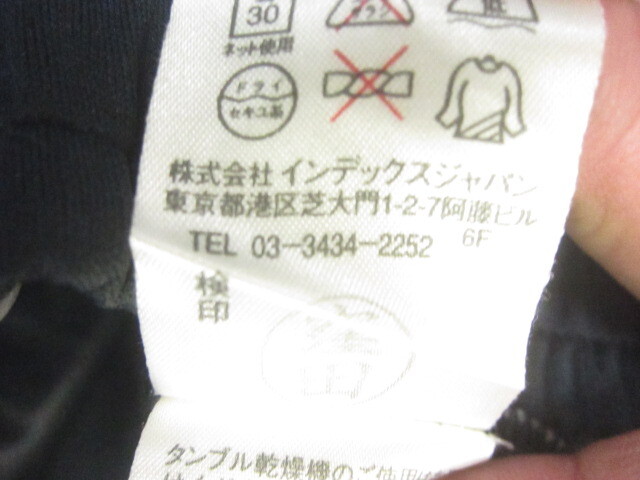 30
ネット使用
ドライ
セキユ系
株式会社 インデックスジャパン
東京都港区芝大門1-2-7阿藤ビル
6F
TEL 03-3434-2252
検
印
タンブル乾燥機のご使用は